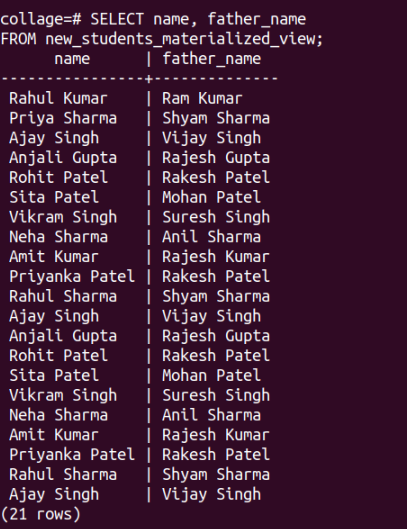 collage=# SELECT name, father_name
FROM new_students_materialized_view;
      name       | father_name
-----------------+--------------
 Rahul Kumar     | Ram Kumar
 Priya Sharma    | Shyam Sharma
 Ajay Singh      | Vijay Singh
 Anjali Gupta    | Rajesh Gupta
 Rohit Patel     | Rakesh Patel
 Sita Patel      | Mohan Patel
 Vikram Singh    | Suresh Singh
 Neha Sharma     | Anil Sharma
 Amit Kumar      | Rajesh Kumar
 Priyanka Patel  | Rakesh Patel
 Rahul Sharma    | Shyam Sharma
 Ajay Singh      | Vijay Singh
 Anjali Gupta    | Rajesh Gupta
 Rohit Patel     | Rakesh Patel
 Sita Patel      | Mohan Patel
 Vikram Singh    | Suresh Singh
 Neha Sharma     | Anil Sharma
 Amit Kumar      | Rajesh Kumar
 Priyanka Patel  | Rakesh Patel
 Rahul Sharma    | Shyam Sharma
 Ajay Singh      | Vijay Singh
(21 rows)